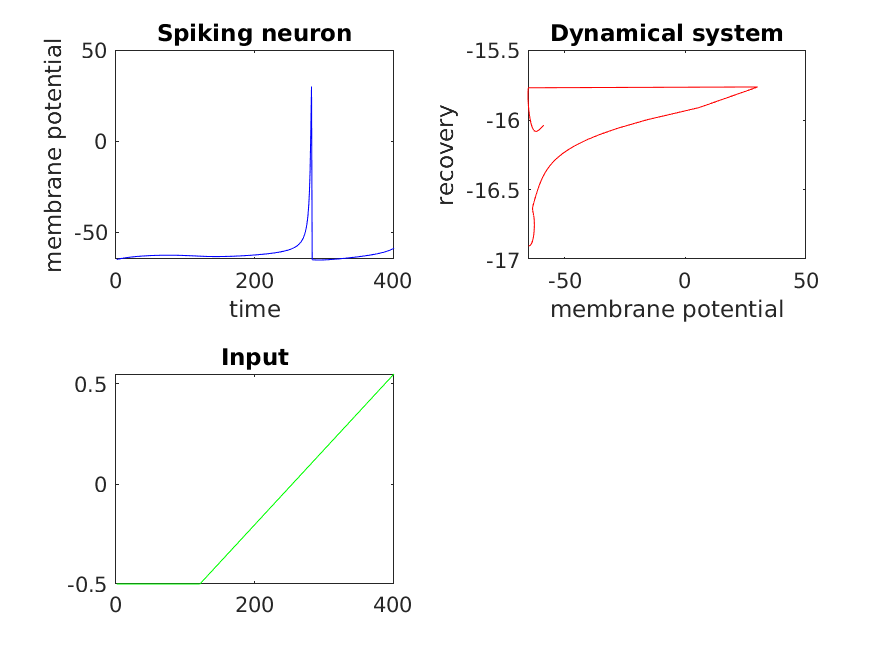 Spiking neuron
50
0
-50
membrane potential
0
200
400
time
Dynamical system
-15.5
-16
-16.5
-17
recovery
-50
0
50
membrane potential
Input
0.5
0
-0.5
0
200
400